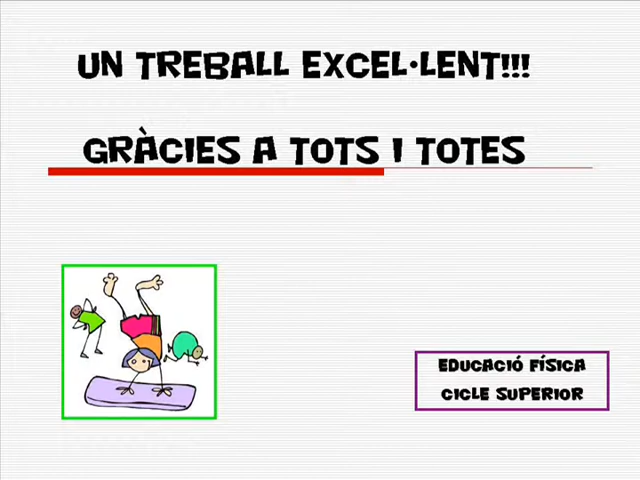 UN TREBALL EXCEL·LENT!!!
GRÀCIES A TOTS I TOTES
EDUCACIÓ FÍSICA
CICLE SUPERIOR